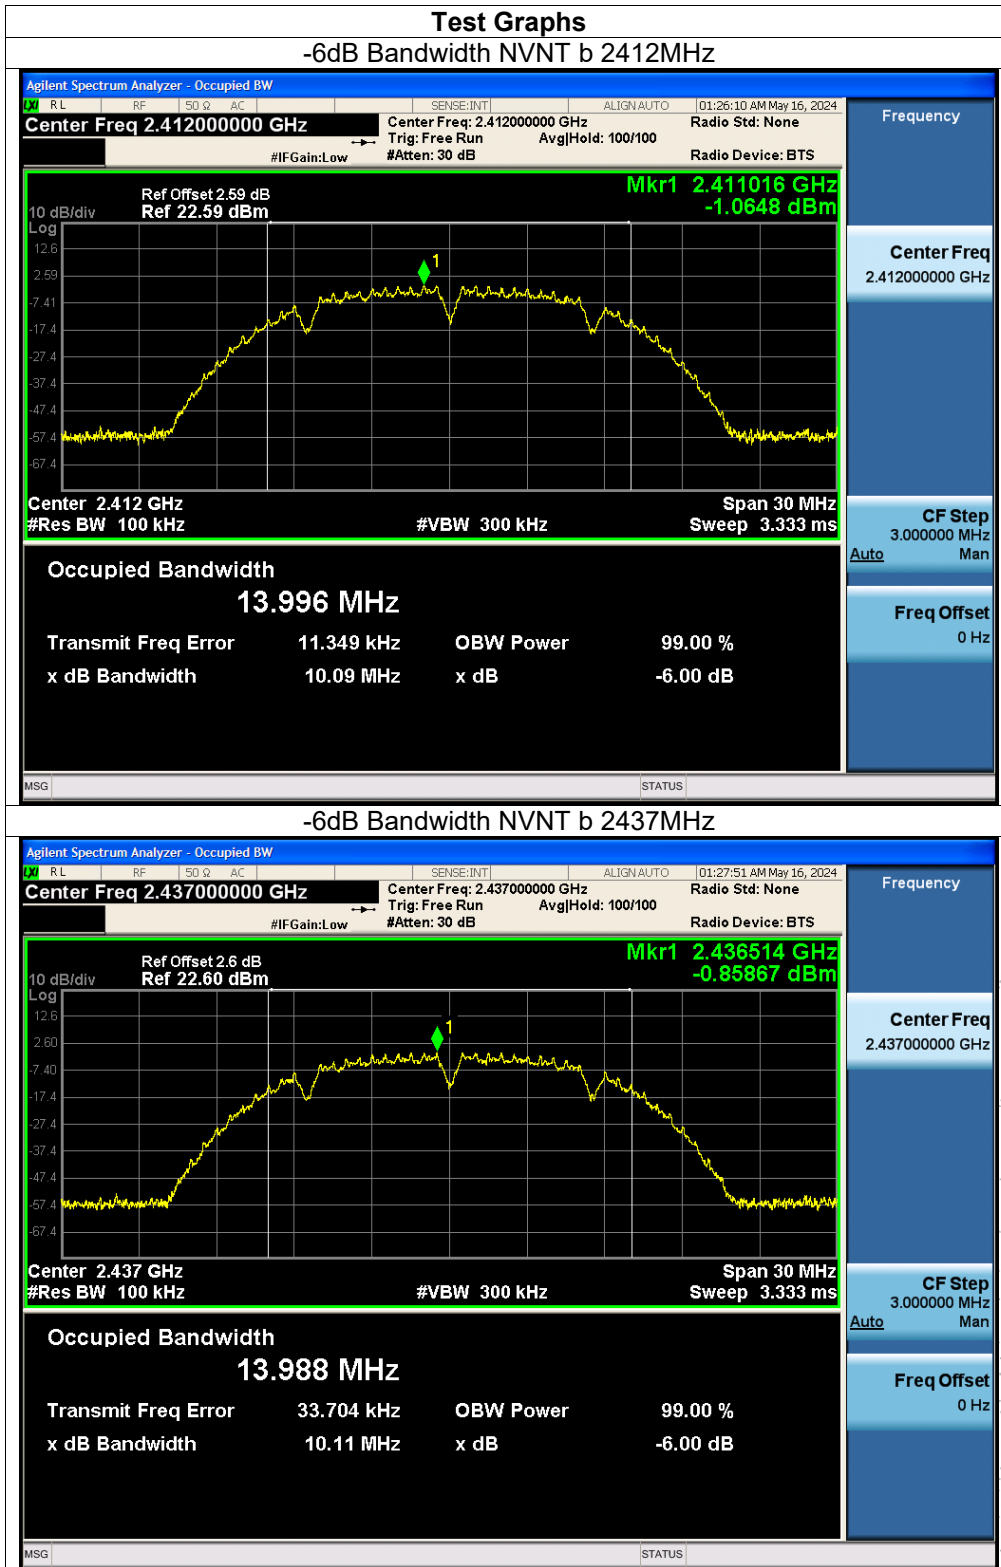 Test Graphs
-6dB Bandwidth NVNT b 2412MHz
Agilent Spectrum Analyzer - Occupied BW
LXI RL RF 50 Ω AC SENSE:INT ALIGN AUTO 01:26:10 AM May 16, 2024
Center Freq 2.412000000 GHz
Center Freq: 2.412000000 GHz Radio Std: None
Trig: Free Run Avg|Hold: 100/100
#IFGain:Low #Atten: 30 dB Radio Device: BTS
Frequency
Mkr1 2.411016 GHz
-1.0648 dBm
Ref Offset 2.59 dB
10 dB/div Ref 22.59 dBm
Log
12.6
2.59
-7.41
-17.4
-27.4
-37.4
-47.4
-57.4
-67.4
1
Center 2.412 GHz Span 30 MHz
#Res BW 100 kHz #VBW 300 kHz Sweep 3.333 ms
Center Freq
2.412000000 GHz
CF Step
3.000000 MHz
Auto Man
Freq Offset
0 Hz
Occupied Bandwidth
13.996 MHz
Transmit Freq Error 11.349 kHz OBW Power 99.00 %
x dB Bandwidth 10.09 MHz x dB -6.00 dB
MSG STATUS
-6dB Bandwidth NVNT b 2437MHz
Agilent Spectrum Analyzer - Occupied BW
LXI RL RF 50 Ω AC SENSE:INT ALIGN AUTO 01:27:51 AM May 16, 2024
Center Freq 2.437000000 GHz
Center Freq: 2.437000000 GHz Radio Std: None
Trig: Free Run Avg|Hold: 100/100
#IFGain:Low #Atten: 30 dB Radio Device: BTS
Frequency
Mkr1 2.436514 GHz
-0.85867 dBm
Ref Offset 2.6 dB
10 dB/div Ref 22.60 dBm
Log
12.6
2.60
-7.40
-17.4
-27.4
-37.4
-47.4
-57.4
-67.4
1
Center 2.437 GHz Span 30 MHz
#Res BW 100 kHz #VBW 300 kHz Sweep 3.333 ms
Center Freq
2.437000000 GHz
CF Step
3.000000 MHz
Auto Man
Freq Offset
0 Hz
Occupied Bandwidth
13.988 MHz
Transmit Freq Error 33.704 kHz OBW Power 99.00 %
x dB Bandwidth 10.11 MHz x dB -6.00 dB
MSG STATUS